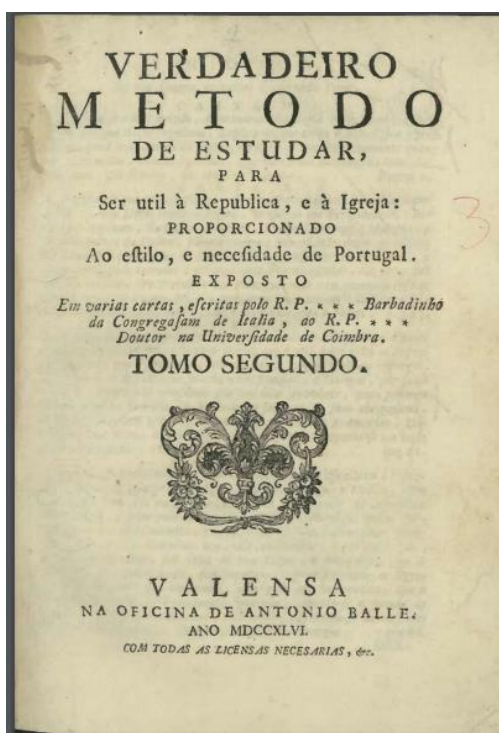 VERDADEIRO
METODO
DE ESTUDAR,
PARA
Ser util à Republica, e à Igreja:
PROPORCIONADO
Ao eſtilo, e neceſidade de Portugal.
EXPOSTO
Em varias cartas, eſcritas polo R. P. * * * Barbadinho
da Congregaſam de Italia, ao R. P. * * *
Doutor na Univerſidade de Coimbra.
TOMO SEGUNDO.
3
VALENSA
NA OFICINA DE ANTONIO BALLE.
ANO MDCCXLVI.
COM TODAS AS LICENSAS NECESARIAS, &c.